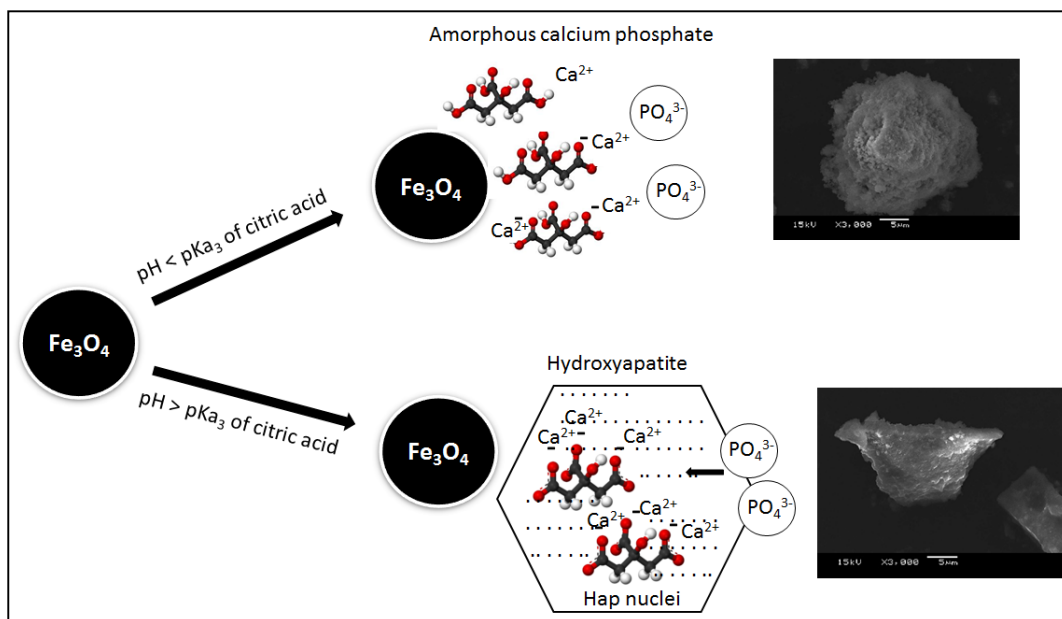 Amorphous calcium phosphate
Ca²⁺
PO₄³⁻
Ca²⁺
Fe₃O₄
PO₄³⁻
Ca²⁺
Ca²⁺
15kV X3,000 5μm
pH < pKa₃ of citric acid
Fe₃O₄
pH > pKa₃ of citric acid
Hydroxyapatite
Ca²⁺
Ca²⁺
Ca²⁺
Fe₃O₄
PO₄³⁻
Ca²⁺
PO₄³⁻
Ca²⁺
Ca²⁺
15kV X3,000 5μm
Hap nuclei